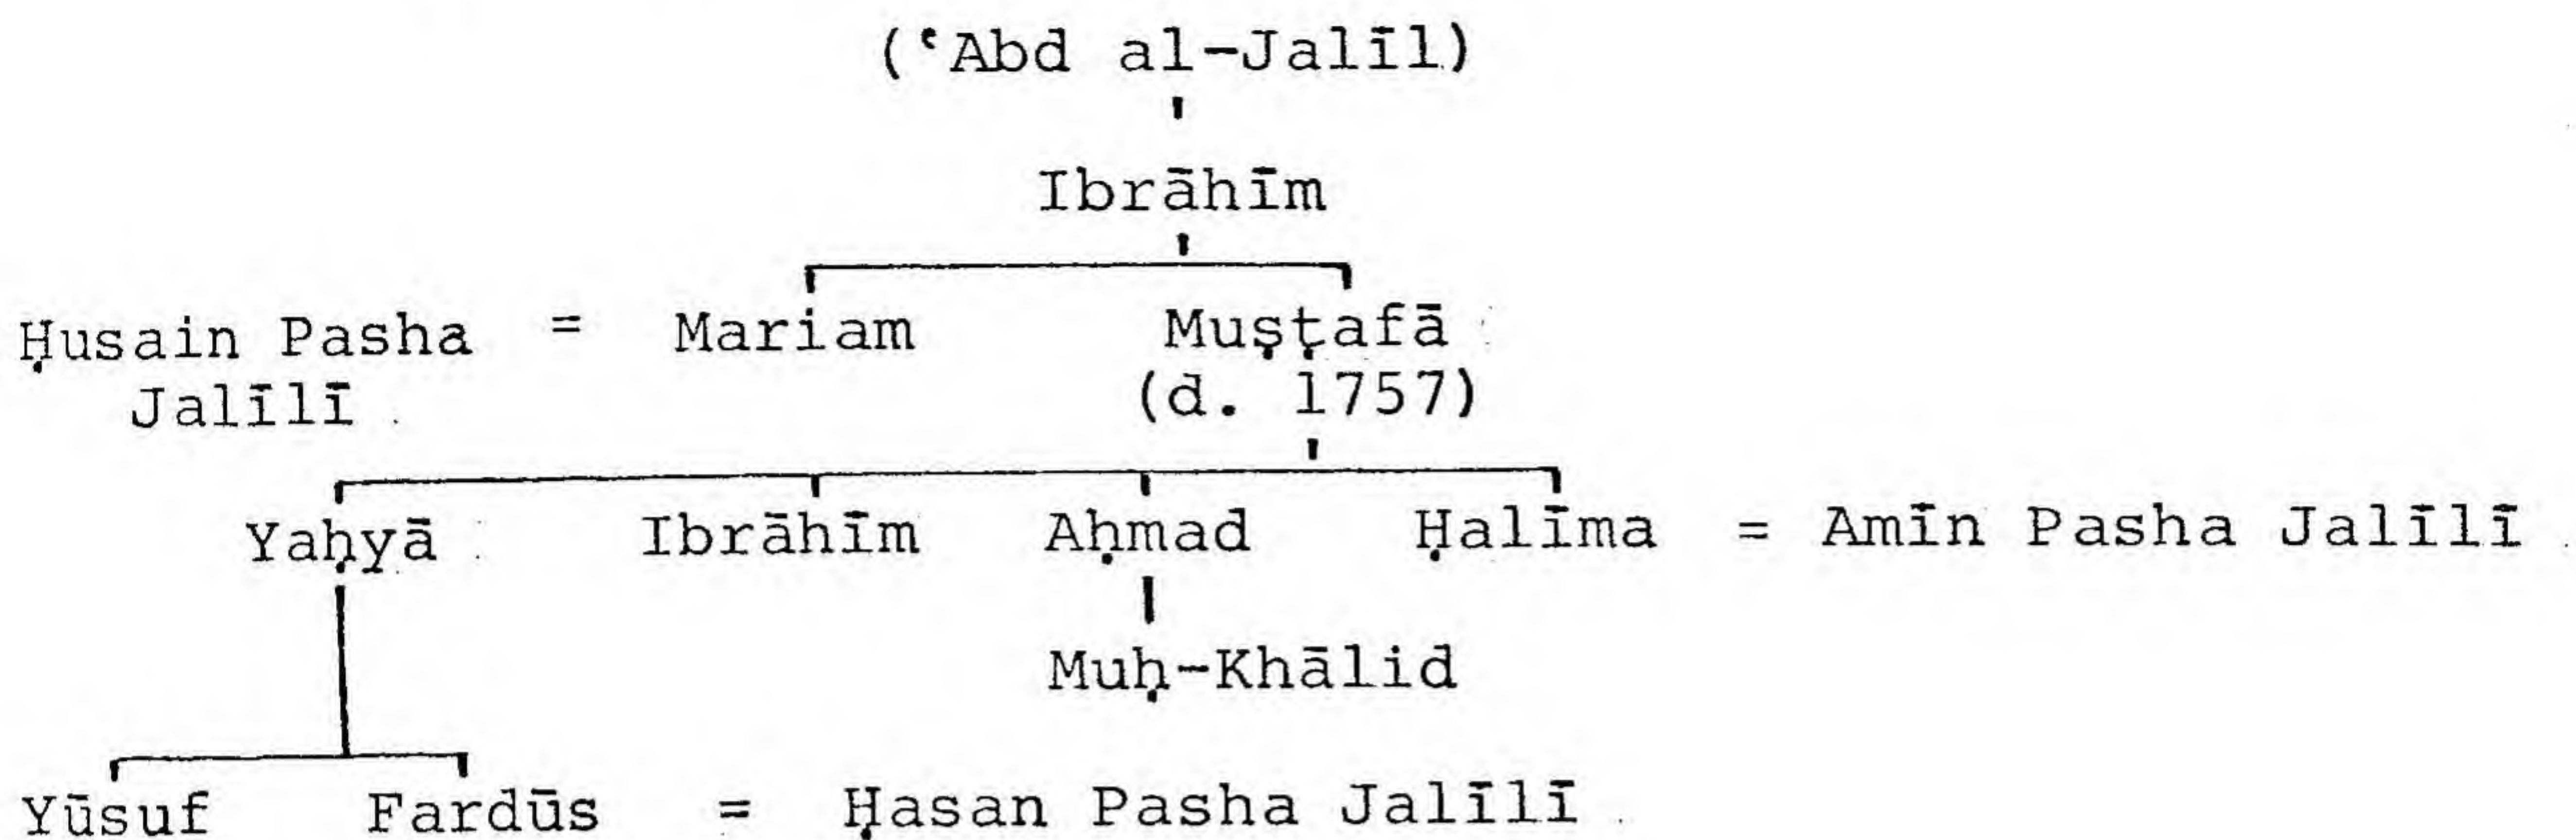 (ʿAbd al-Jalīl)
Ibrāhīm
Ḥusain Pasha = Mariam Muṣṭafā
Jalīlī (d. 1757)
Yaḥyā Ibrāhīm Aḥmad Ḥalīma = Amīn Pasha Jalīlī
Muḥ-Khālid
Yūsuf Fardūs = Ḥasan Pasha Jalīlī